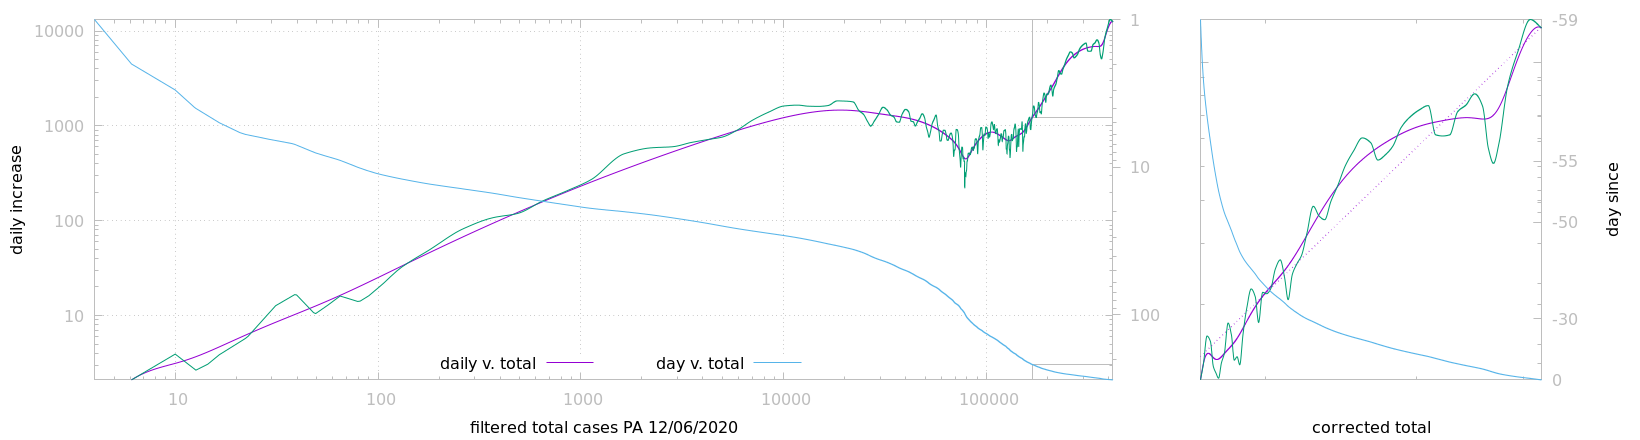 10000
1000
100
10
daily increase
1
10
100
daily v. total
day v. total
10
100
1000
10000
100000
filtered total cases PA 12/06/2020
-59
-55
-50
-30
0
day since
corrected total